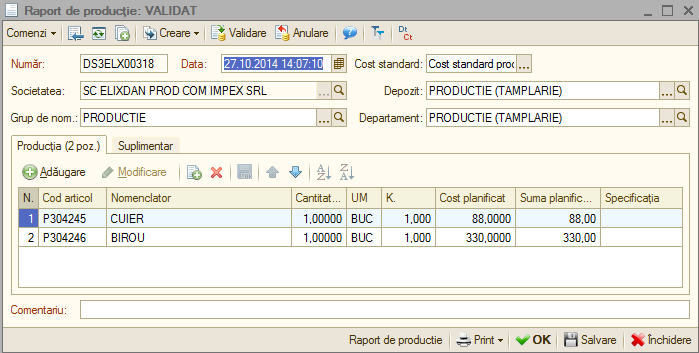 Raport de producție: VALIDAT
Comenzi Creare Validare Anulare Dt Ct
Număr: DS3ELX00318 Data: 27.10.2014 14:07:10 Cost standard: Cost standard proc ...
Societatea: SC ELIXDAN PROD COM IMPEX SRL ... Depozit: PRODUCTIE (TAMPLARIE) ...
Grup de nom.: PRODUCTIE ... Departament: PRODUCTIE (TAMPLARIE) ...
Producția (2 poz.) Suplimentar
Adăugare Modificare
N. Cod articol Nomenclator Cantitat... UM K. Cost planificat Suma planific... Specificația
1 P304245 CUIER 1,00000 BUC 1,000 88,0000 88,00
2 P304246 BIROU 1,00000 BUC 1,000 330,0000 330,00
Comentariu:
Raport de productie Print OK Salvare Închidere